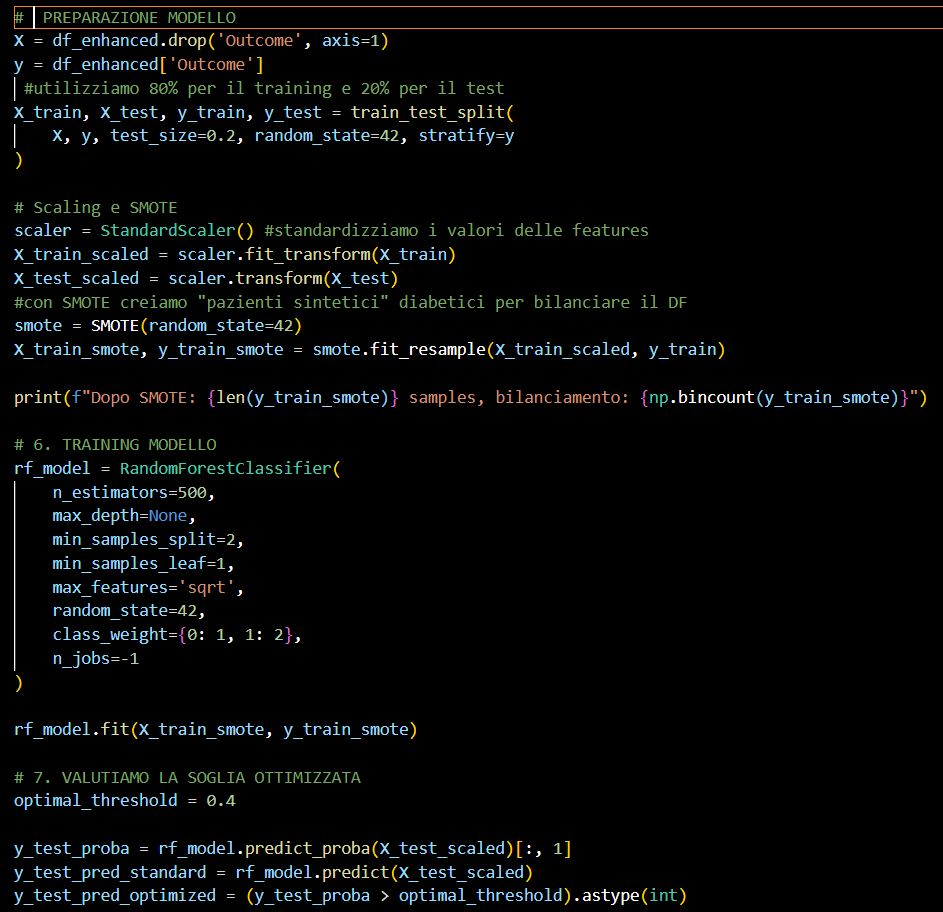 # PREPARAZIONE MODELLO
X = df_enhanced.drop('Outcome', axis=1)
y = df_enhanced['Outcome']
#utilizziamo 80% per il training e 20% per il test
X_train, X_test, y_train, y_test = train_test_split(
    X, y, test_size=0.2, random_state=42, stratify=y
)
# Scaling e SMOTE
scaler = StandardScaler() #standardizziamo i valori delle features
X_train_scaled = scaler.fit_transform(X_train)
X_test_scaled = scaler.transform(X_test)
#con SMOTE creiamo "pazienti sintetici" diabetici per bilanciare il DF
smote = SMOTE(random_state=42)
X_train_smote, y_train_smote = smote.fit_resample(X_train_scaled, y_train)
print(f"Dopo SMOTE: {len(y_train_smote)} samples, bilanciamento: {np.bincount(y_train_smote)}")
# 6. TRAINING MODELLO
rf_model = RandomForestClassifier(
    n_estimators=500,
    max_depth=None,
    min_samples_split=2,
    min_samples_leaf=1,
    max_features='sqrt',
    random_state=42,
    class_weight={0: 1, 1: 2},
    n_jobs=-1
)
rf_model.fit(X_train_smote, y_train_smote)
# 7. VALUTIAMO LA SOGLIA OTTIMIZZATA
optimal_threshold = 0.4
y_test_proba = rf_model.predict_proba(X_test_scaled)[:, 1]
y_test_pred_standard = rf_model.predict(X_test_scaled)
y_test_pred_optimized = (y_test_proba > optimal_threshold).astype(int)